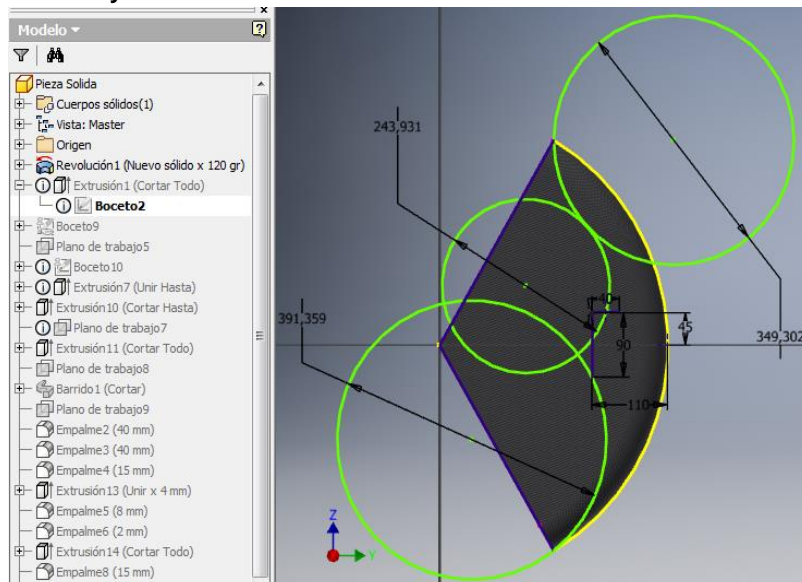 x
Modelo
?
Pieza Solida
Cuerpos sólidos(1)
Vista: Master
Origen
Revolución1 (Nuevo sólido x 120 gr)
Extrusión1 (Cortar Todo)
Boceto2
Boceto9
Plano de trabajo5
Boceto10
Extrusión7 (Unir Hasta)
Extrusión10 (Cortar Hasta)
Plano de trabajo7
Extrusión11 (Cortar Todo)
Plano de trabajo8
Barrido1 (Cortar)
Plano de trabajo9
Empalme2 (40 mm)
Empalme3 (40 mm)
Empalme4 (15 mm)
Extrusión13 (Unir x 4 mm)
Empalme5 (8 mm)
Empalme6 (2 mm)
Extrusión14 (Cortar Todo)
Empalme8 (15 mm)
243,931
391,359
40
45
349,302
90
110
Z
Y